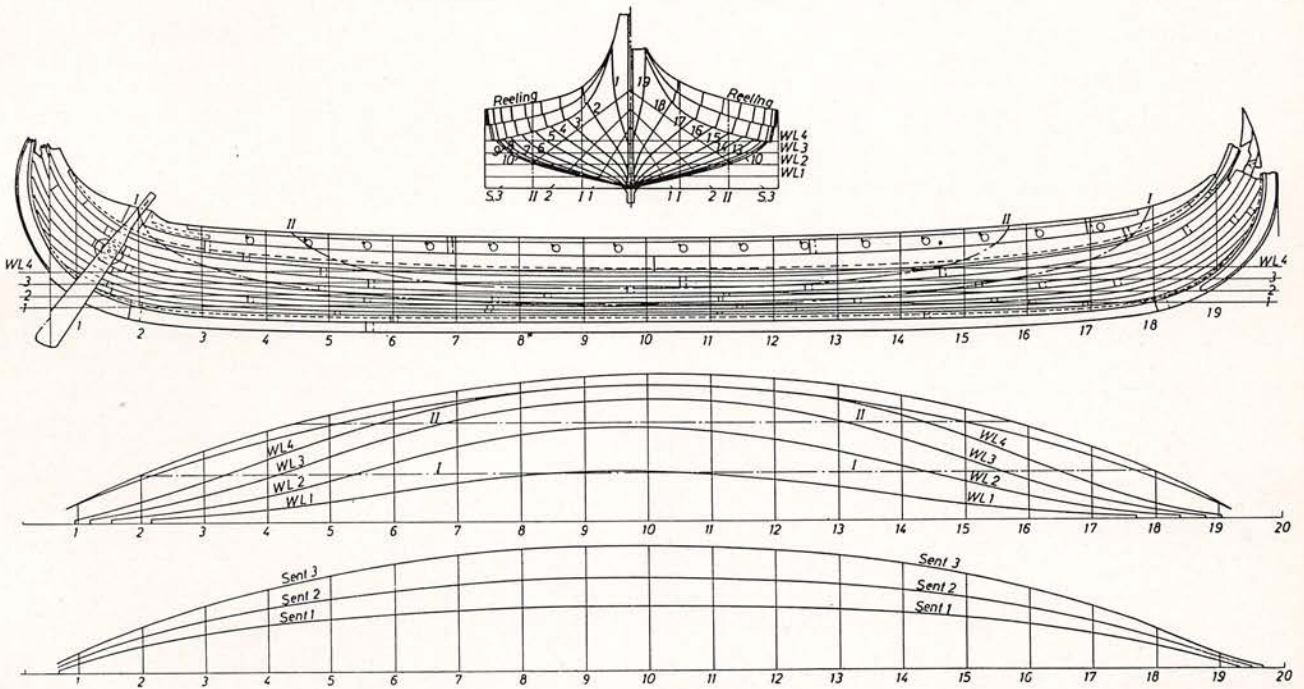 Reeling Reeling
1 19
2 18
3 17
4 16
5 15
6 14
7 13
8
9 10 10
WL4
WL3
WL2
WL1
S.3 II 2 I 1 1 I 2 II S.3
I II II I
WL4 WL4
3 3
2 2
1 1
1 2 3 4 5 6 7 8 9 10 11 12 13 14 15 16 17 18 19
II II
WL4 WL4
WL3 WL3
WL2 I I WL2
WL1 WL1
1 2 3 4 5 6 7 8 9 10 11 12 13 14 15 16 17 18 19 20
Sent 3 Sent 3
Sent 2 Sent 2
Sent 1 Sent 1
1 2 3 4 5 6 7 8 9 10 11 12 13 14 15 16 17 18 19 20